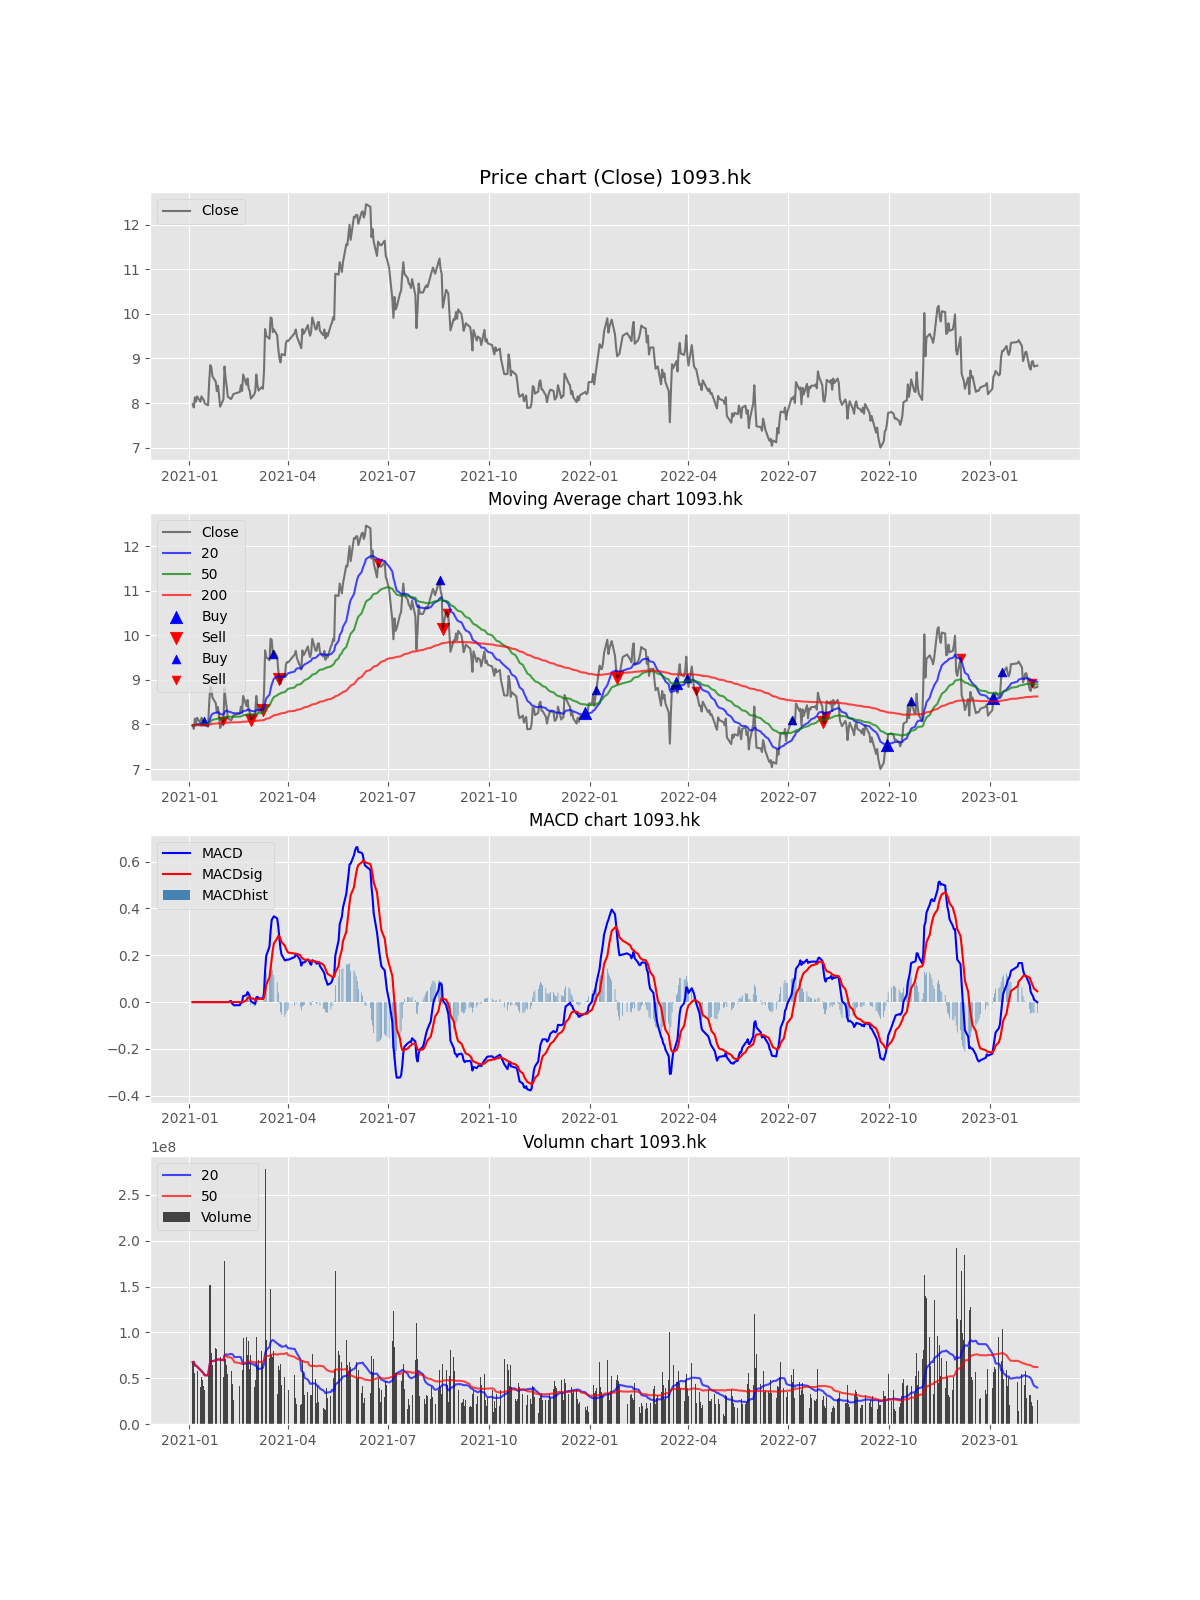 Price chart (Close) 1093.hk
Close
12
11
10
9
8
7
2021-01 2021-04 2021-07 2021-10 2022-01 2022-04 2022-07 2022-10 2023-01
Moving Average chart 1093.hk
Close
20
50
200
Buy
Sell
Buy
Sell
12
11
10
9
8
7
2021-01 2021-04 2021-07 2021-10 2022-01 2022-04 2022-07 2022-10 2023-01
MACD chart 1093.hk
MACD
MACDsig
MACDhist
0.6
0.4
0.2
0.0
−0.2
−0.4
2021-01 2021-04 2021-07 2021-10 2022-01 2022-04 2022-07 2022-10 2023-01
Volumn chart 1093.hk
1e8
20
50
Volume
2.5
2.0
1.5
1.0
0.5
0.0
2021-01 2021-04 2021-07 2021-10 2022-01 2022-04 2022-07 2022-10 2023-01